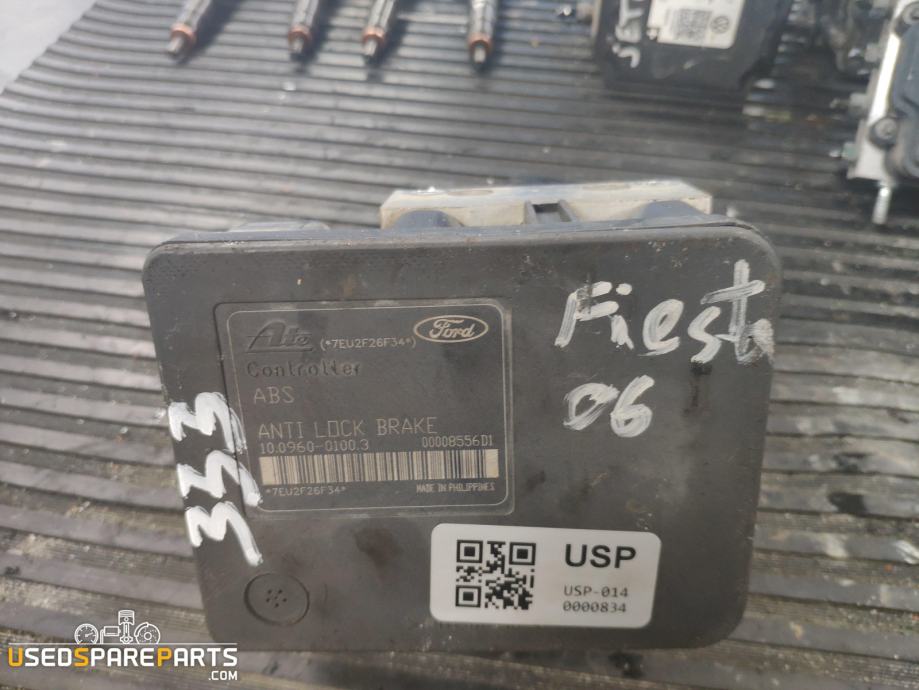 Ate (*7EU2F26F34*) Ford
Controller
ABS
ANTI LOCK BRAKE
10.0960-0100.3 00008556D1
*7EU2F26F34* MADE IN PHILIPPINES
Fiesta
06
333
USP
USP-014
0000834
USEDSPAREPARTS
.COM